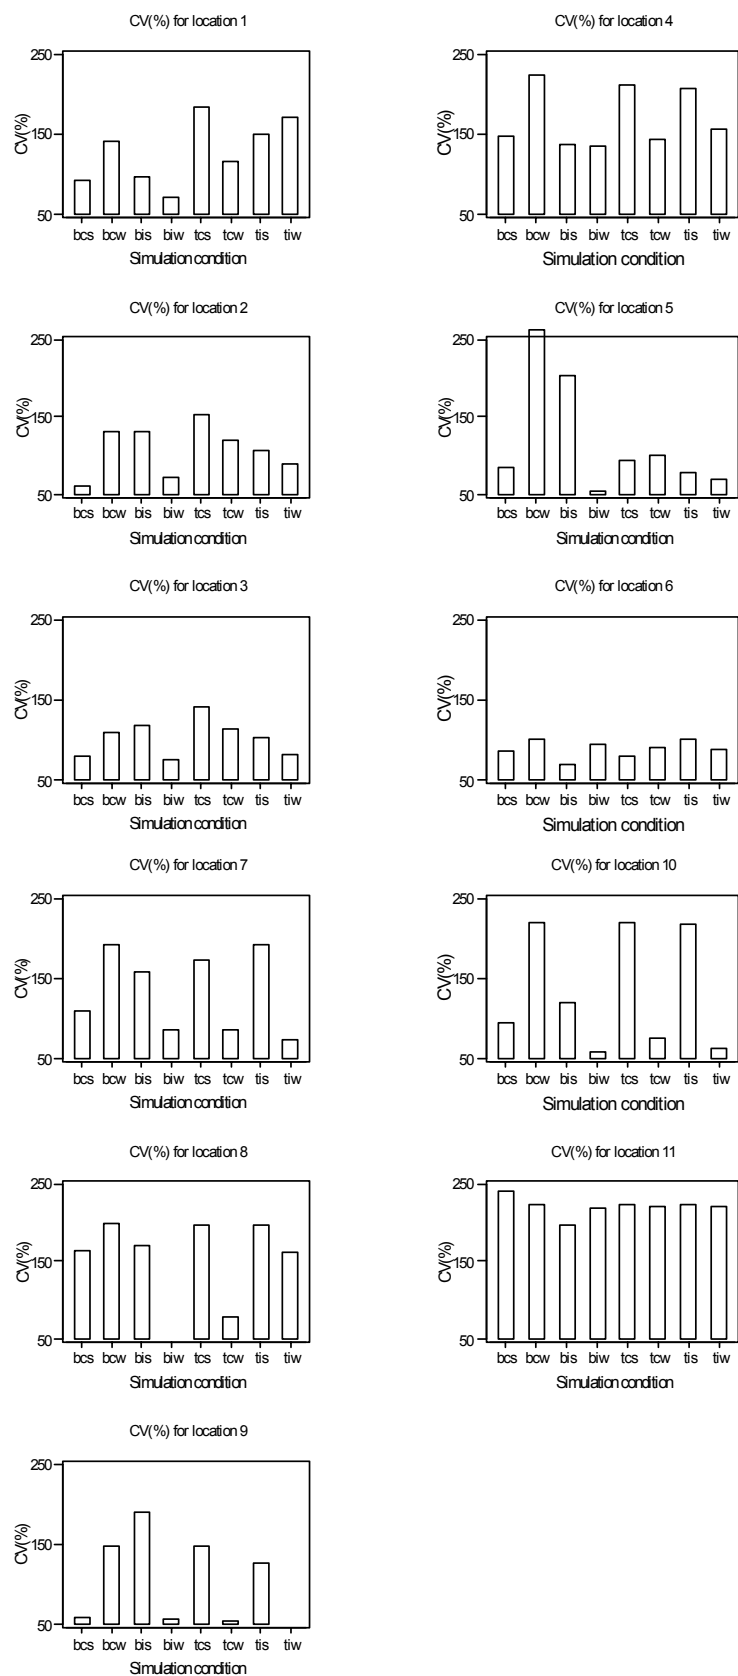 CV(%) for location 1
250
150
50
CV(%)
bcs bcw bis biw tcs tcw tis tiw
Simulation condition
CV(%) for location 4
250
150
50
CV(%)
bcs bcw bis biw tcs tcw tis tiw
Simulation condition
CV(%) for location 2
250
150
50
CV(%)
bcs bcw bis biw tcs tcw tis tiw
Simulation condition
CV(%) for location 5
250
150
50
CV(%)
bcs bcw bis biw tcs tcw tis tiw
Simulation condition
CV(%) for location 3
250
150
50
CV(%)
bcs bcw bis biw tcs tcw tis tiw
Simulation condition
CV(%) for location 6
250
150
50
CV(%)
bcs bcw bis biw tcs tcw tis tiw
Simulation condition
CV(%) for location 7
250
150
50
CV(%)
bcs bcw bis biw tcs tcw tis tiw
Simulation condition
CV(%) for location 10
250
150
50
CV(%)
bcs bcw bis biw tcs tcw tis tiw
Simulation condition
CV(%) for location 8
250
150
50
CV(%)
bcs bcw bis biw tcs tcw tis tiw
Simulation condition
CV(%) for location 11
250
150
50
CV(%)
bcs bcw bis biw tcs tcw tis tiw
Simulation condition
CV(%) for location 9
250
150
50
CV(%)
bcs bcw bis biw tcs tcw tis tiw
Simulation condition